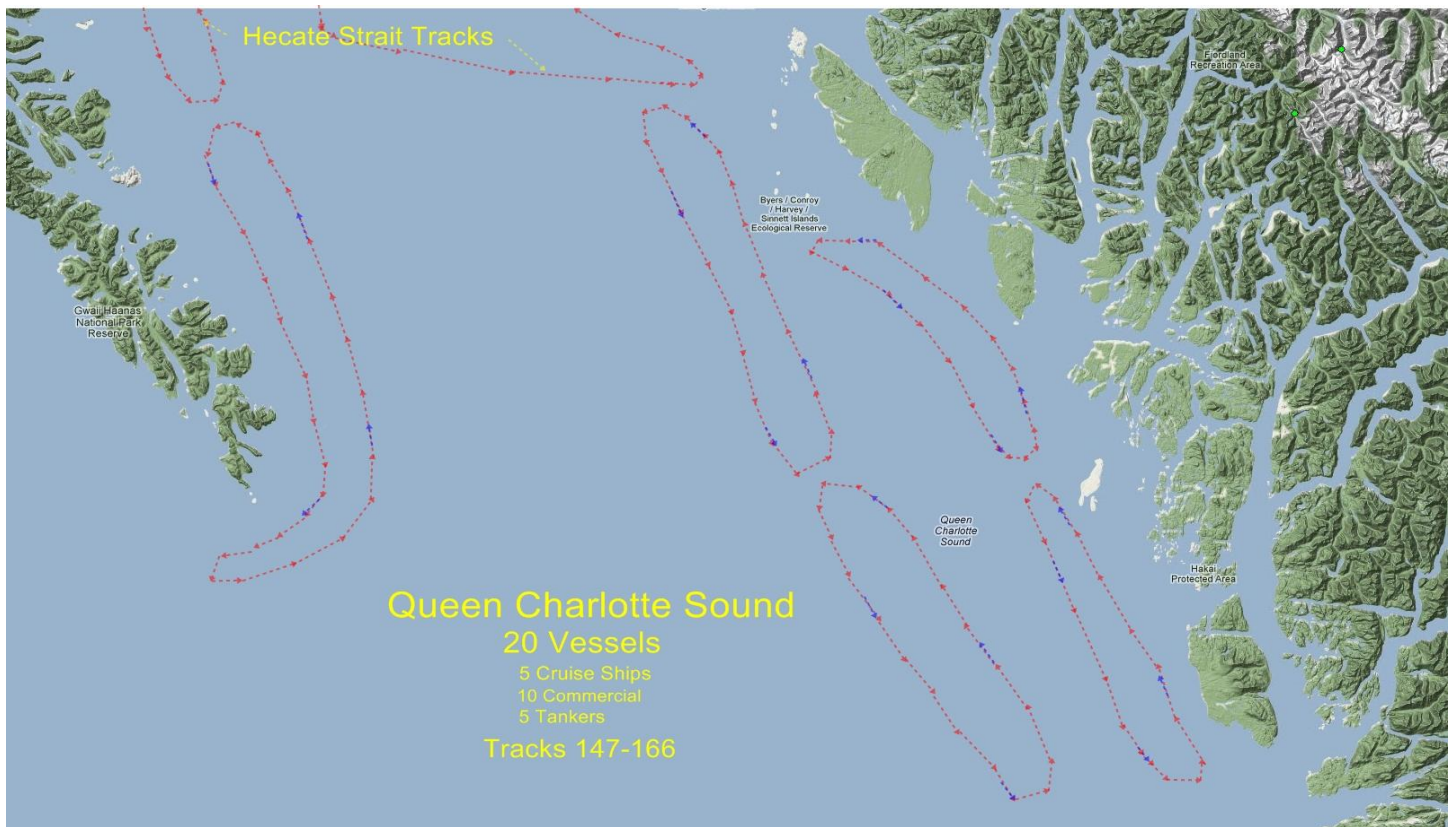 Hecate Strait Tracks
Fiordland
Recreation Area
Byers / Conroy
/ Harvey /
Sinnett Islands
Ecological Reserve
Gwaii Haanas
National Park
Reserve
Queen
Charlotte
Sound
Hakai
Protected Area
Queen Charlotte Sound
20 Vessels
5 Cruise Ships
10 Commercial
5 Tankers
Tracks 147-166